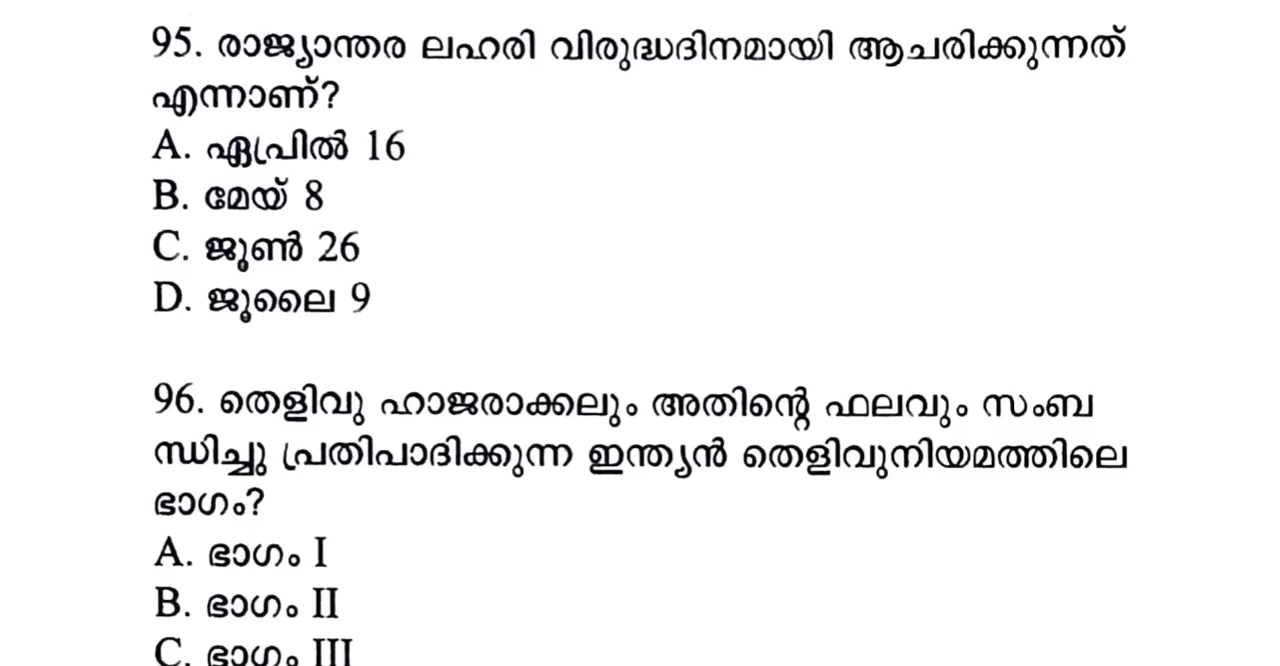 95. രാജ്യാന്തര ലഹരി വിരുദ്ധദിനമായി ആചരിക്കുന്നത്
എന്നാണ്?
A. ഏപ്രിൽ 16
B. മേയ് 8
C. ജൂൺ 26
D. ജൂലൈ 9
96. തെളിവു ഹാജരാക്കലും അതിന്റെ ഫലവും സംബ
ന്ധിച്ചു പ്രതിപാദിക്കുന്ന ഇന്ത്യൻ തെളിവുനിയമത്തിലെ
ഭാഗം?
A. ഭാഗം I
B. ഭാഗം II
C. ഭാഗം III